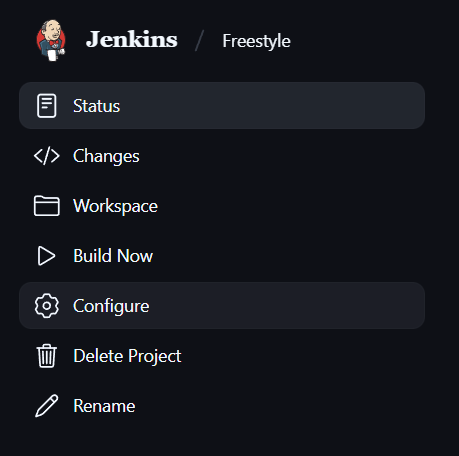 Jenkins / Freestyle
Status
Changes
Workspace
Build Now
Configure
Delete Project
Rename